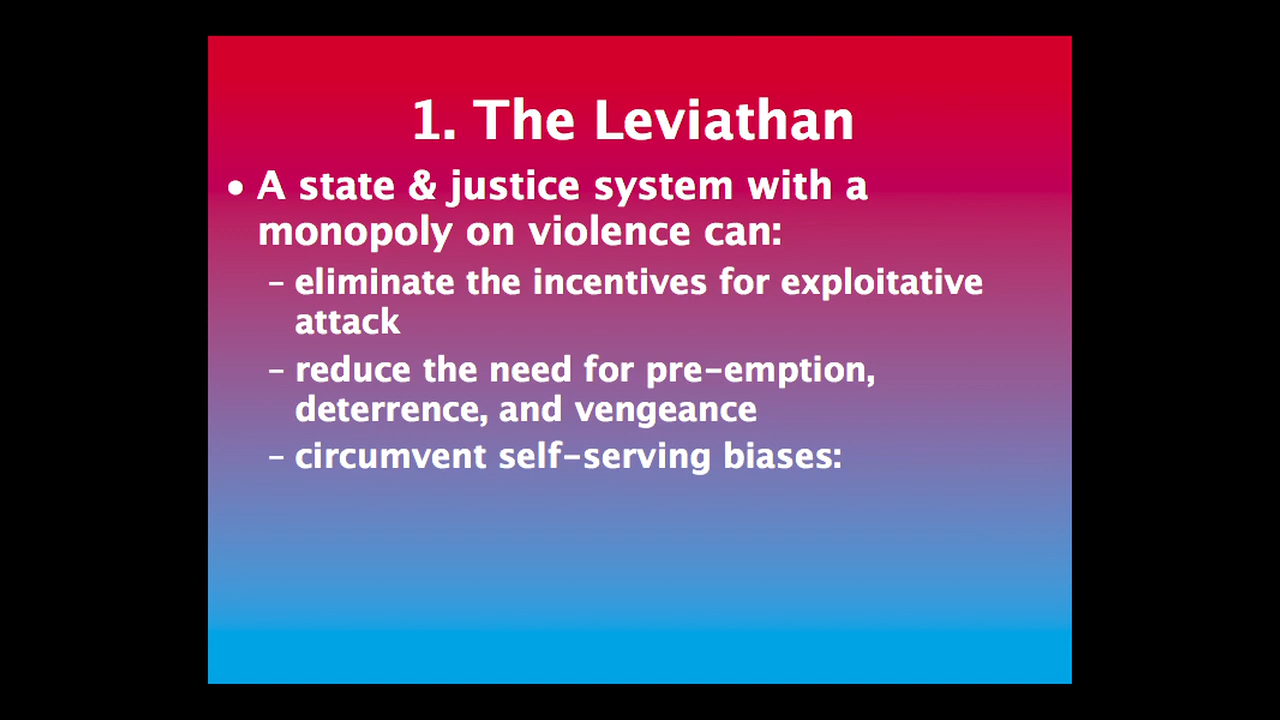 1. The Leviathan
• A state & justice system with a
monopoly on violence can:
– eliminate the incentives for exploitative
attack
– reduce the need for pre–emption,
deterrence, and vengeance
– circumvent self–serving biases: